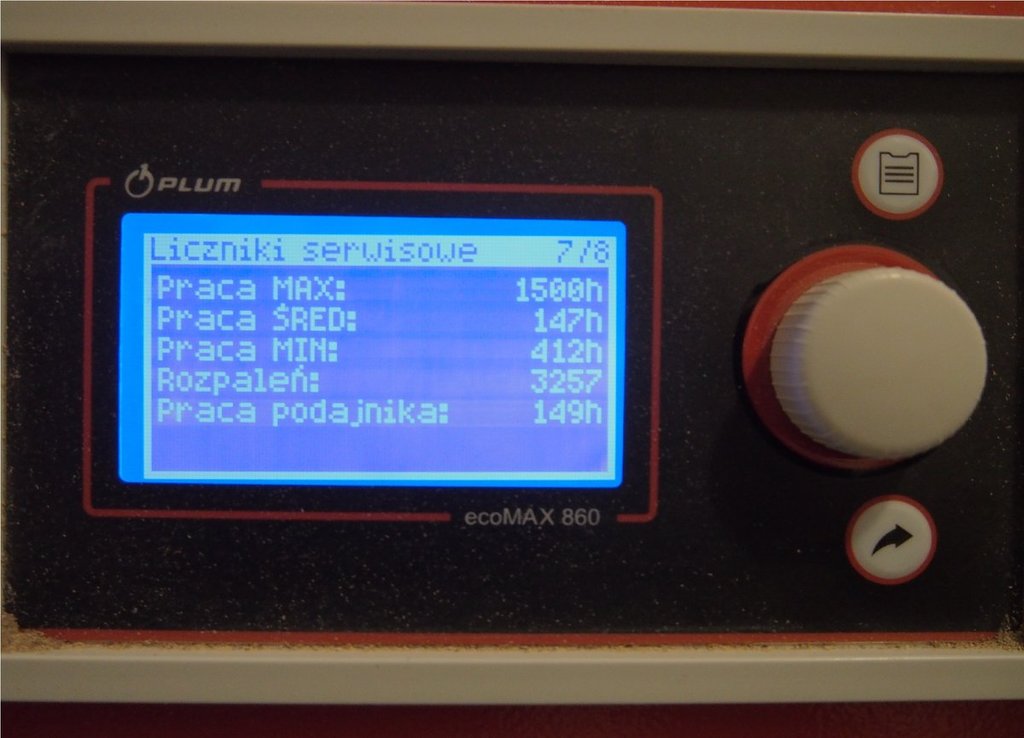 PLUM
Liczniki serwisowe 7/8
Praca MAX: 1500h
Praca ŚRED: 147h
Praca MIN: 412h
Rozpaleń: 3257
Praca podajnika: 149h
ecoMAX 860